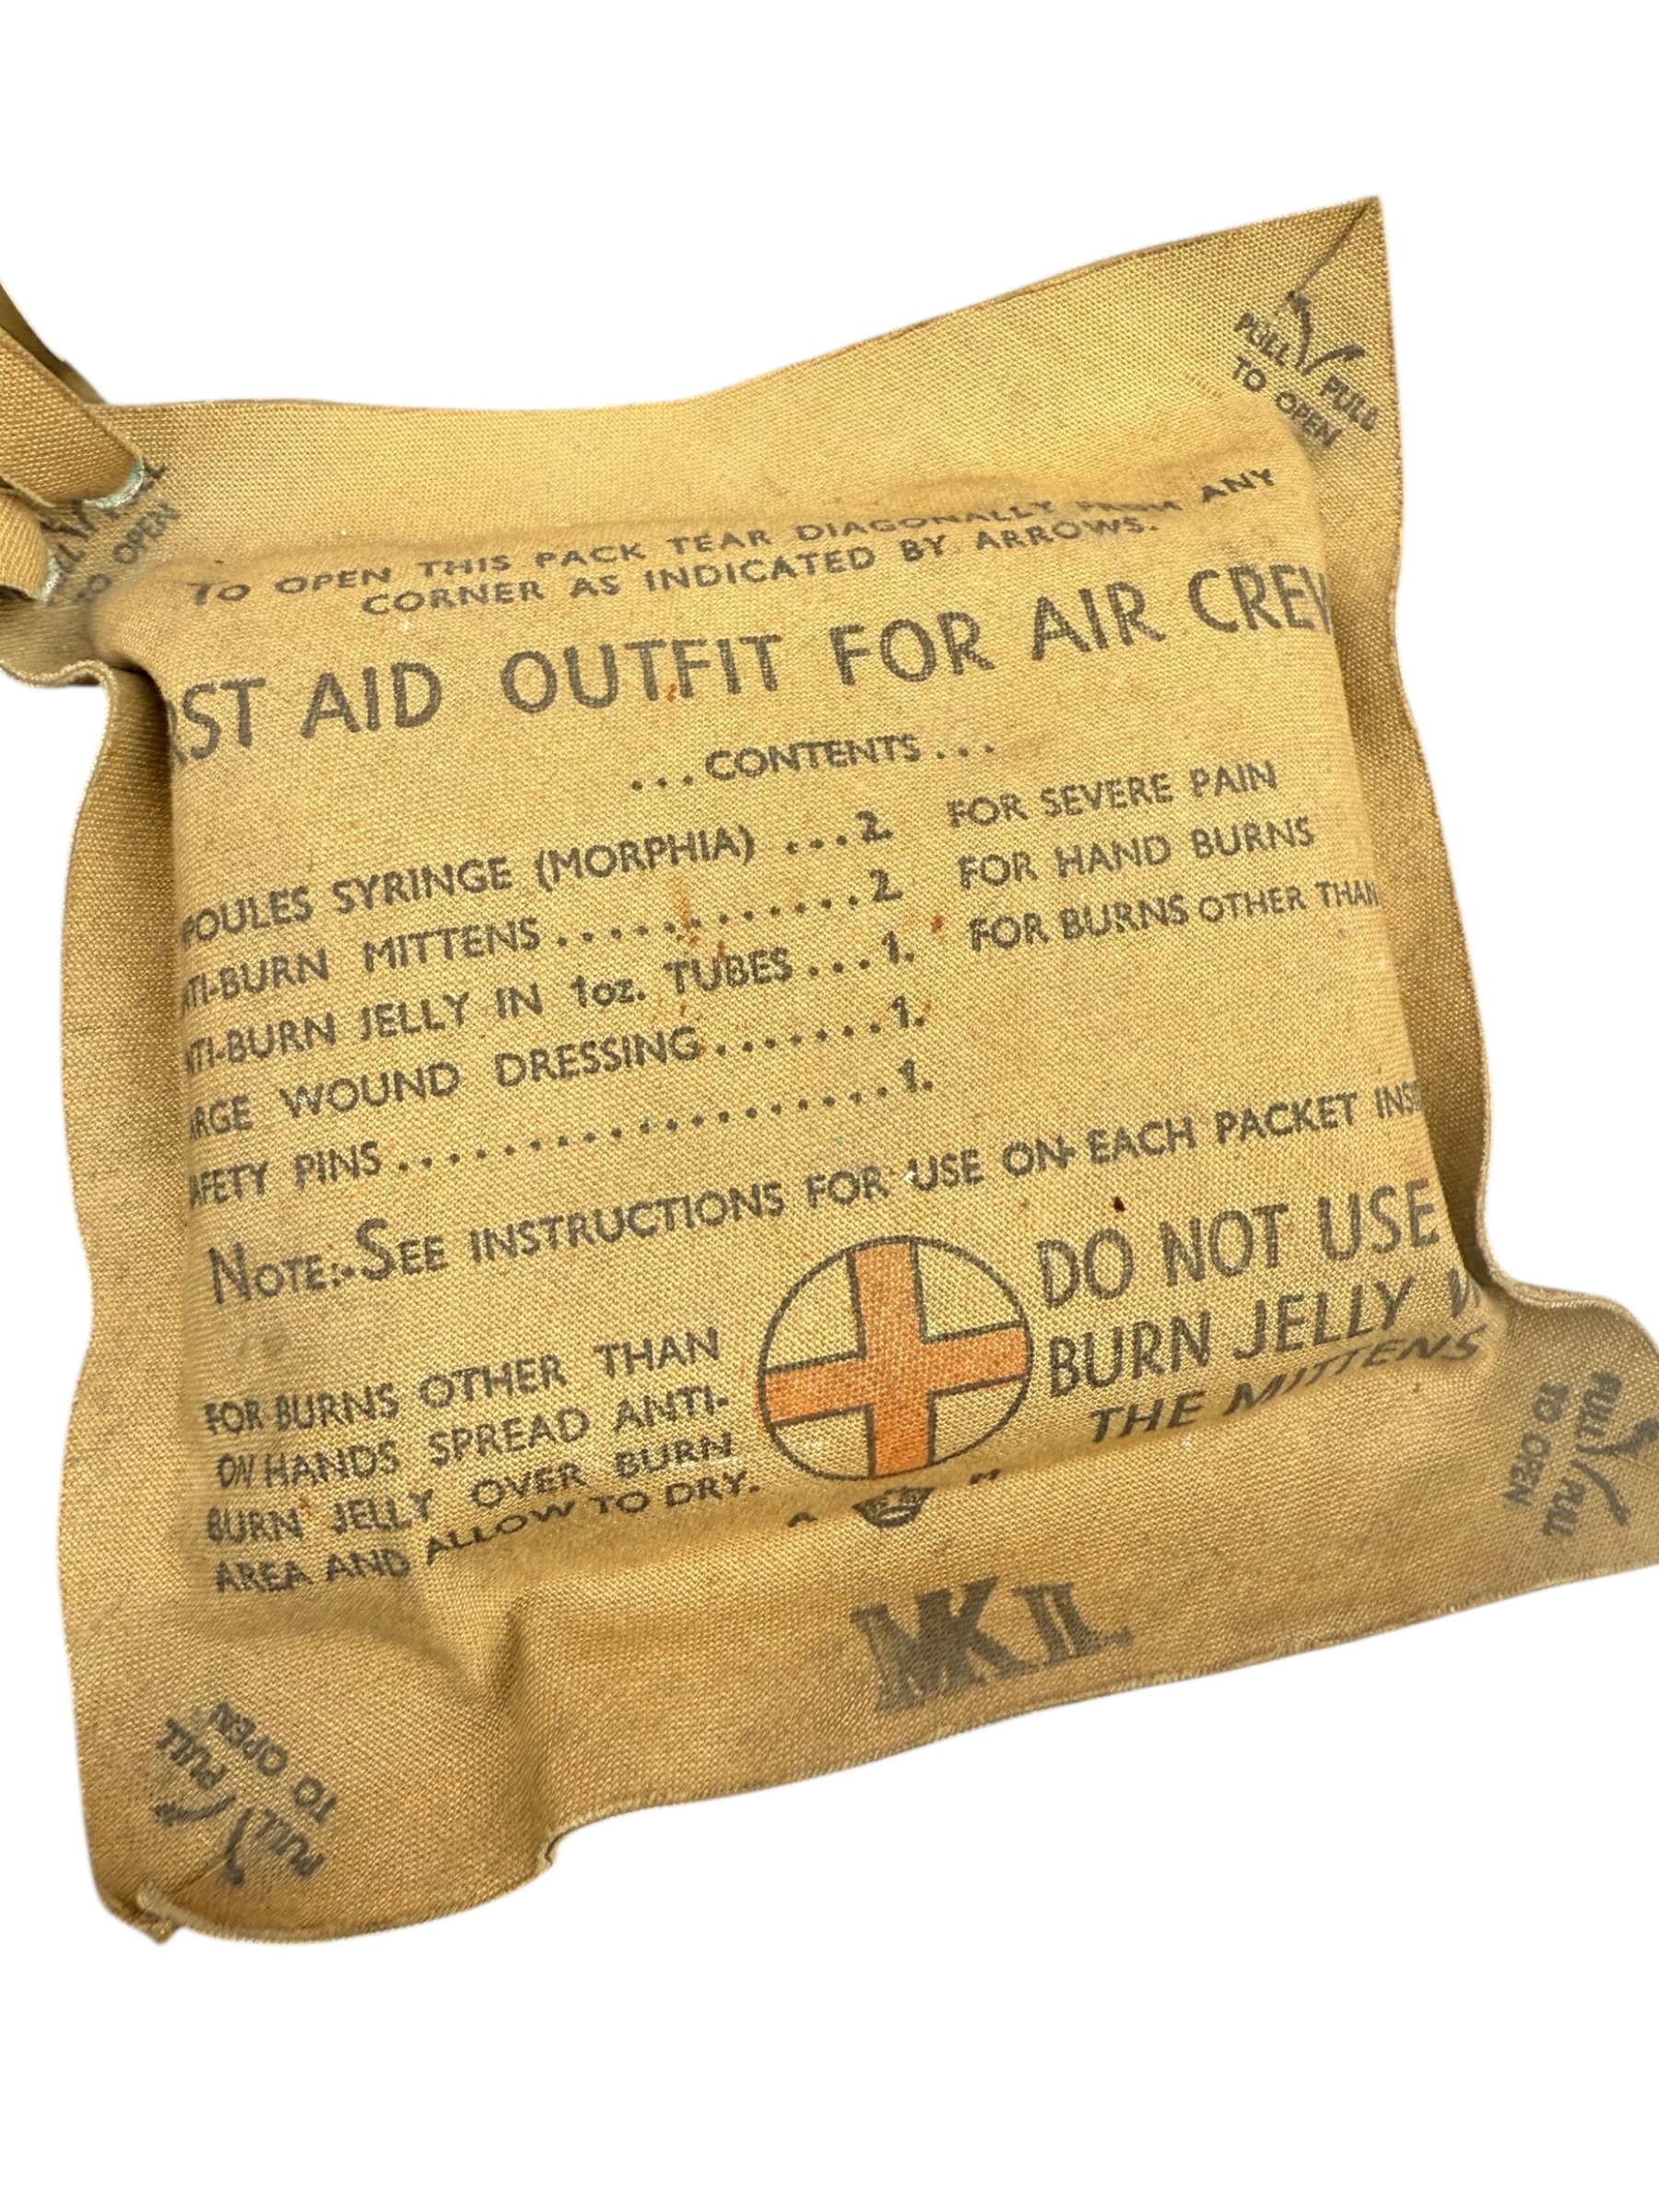 PULL PULL
TO OPEN
TO OPEN
TO OPEN THIS PACK TEAR DIAGONALLY FROM ANY
CORNER AS INDICATED BY ARROWS.
ST AID OUTFIT FOR AIR CREW
...CONTENTS...
POULES SYRINGE (MORPHIA) ...2. FOR SEVERE PAIN
TI-BURN MITTENS............2 FOR HAND BURNS
TI-BURN JELLY IN 1oz. TUBES...1. FOR BURNS OTHER THAN
ARGE WOUND DRESSING.......1.
AFETY PINS...................1.
NOTE:-SEE INSTRUCTIONS FOR USE ON EACH PACKET INSI
FOR BURNS OTHER THAN
ON HANDS SPREAD ANTI-
BURN JELLY OVER BURN
AREA AND ALLOW TO DRY.
DO NOT USE
BURN JELLY W
THE MITTENS
A M
MK II.
PULL PULL
TO OPEN
PULL PULL
TO OPEN